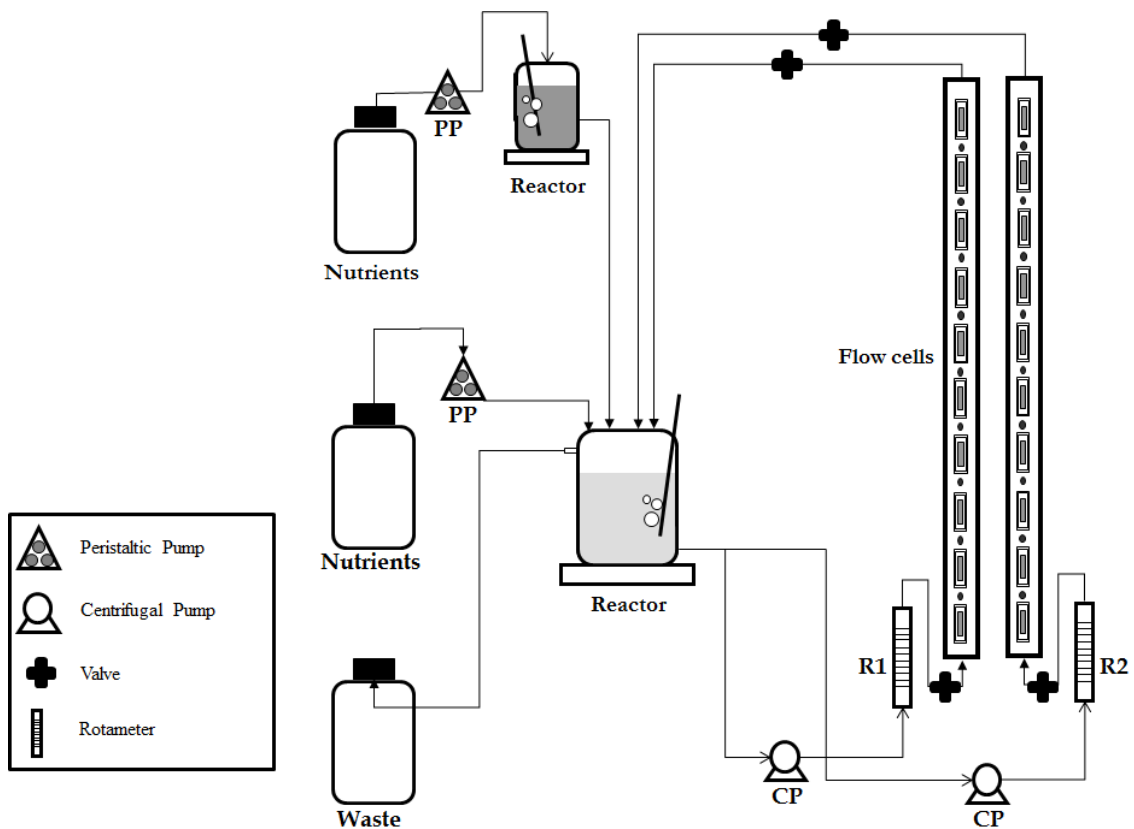 PP
Reactor
Nutrients
Flow cells
PP
Nutrients
Reactor
R1
R2
CP
CP
Waste
Peristaltic Pump
Centrifugal Pump
Valve
Rotameter